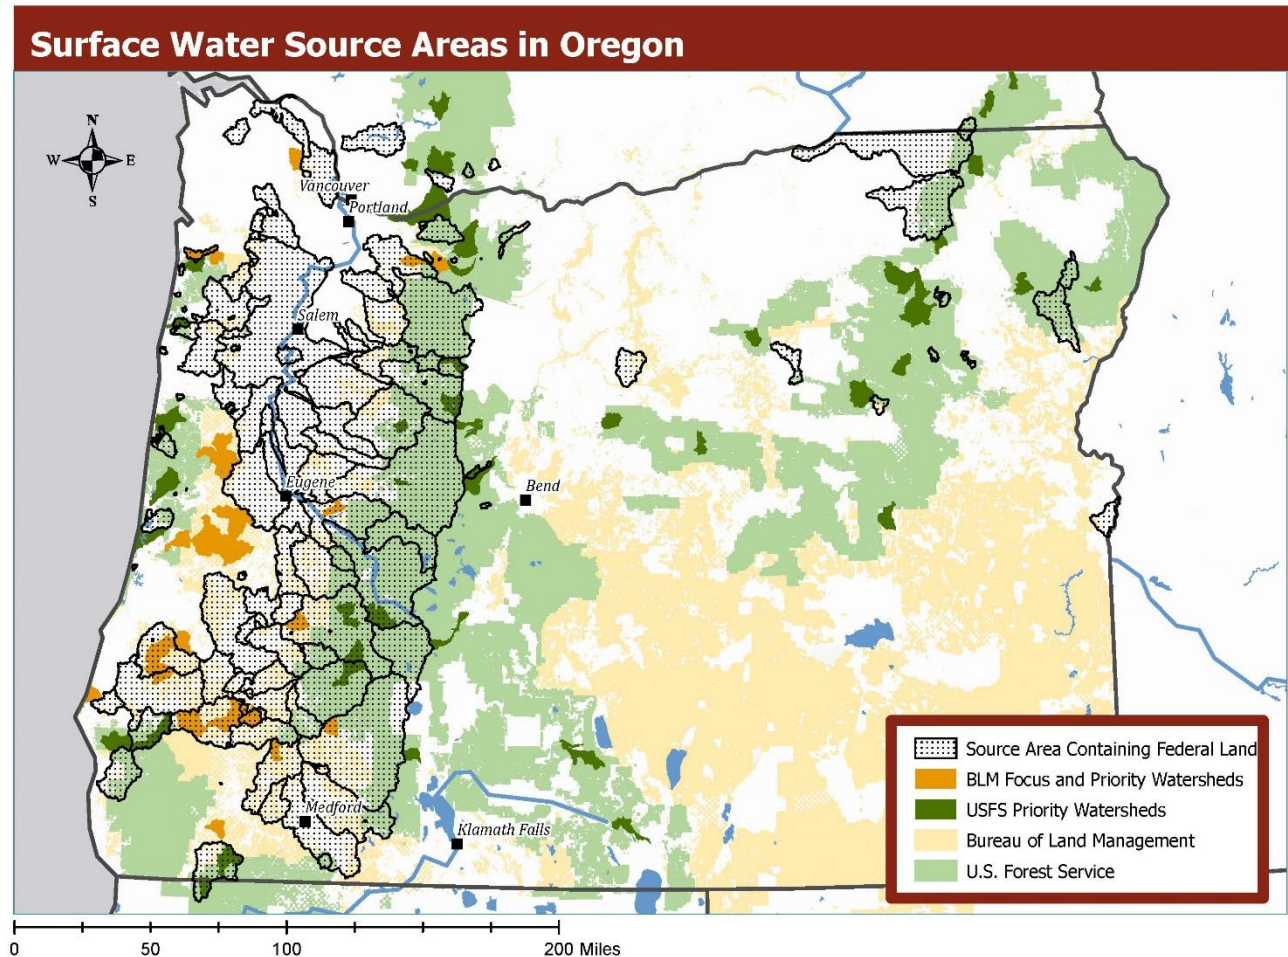 Surface Water Source Areas in Oregon
N
W E
S
Vancouver
Portland
Salem
Eugene
Bend
Medford
Klamath Falls
Source Area Containing Federal Land
BLM Focus and Priority Watersheds
USFS Priority Watersheds
Bureau of Land Management
U.S. Forest Service
0 50 100 200 Miles